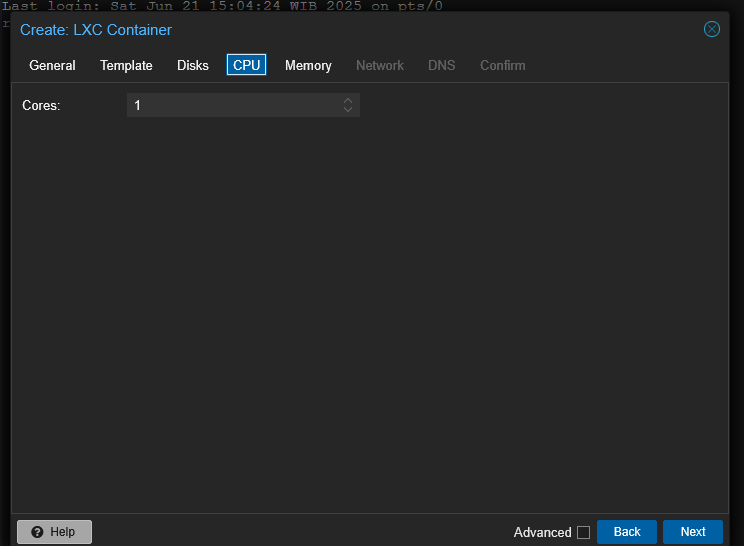 Last login: Sat Jun 21 15:04:24 WIB 2025 on pts/0
r
Create: LXC Container
General Template Disks CPU Memory Network DNS Confirm
Cores: 1
Help Advanced Back Next